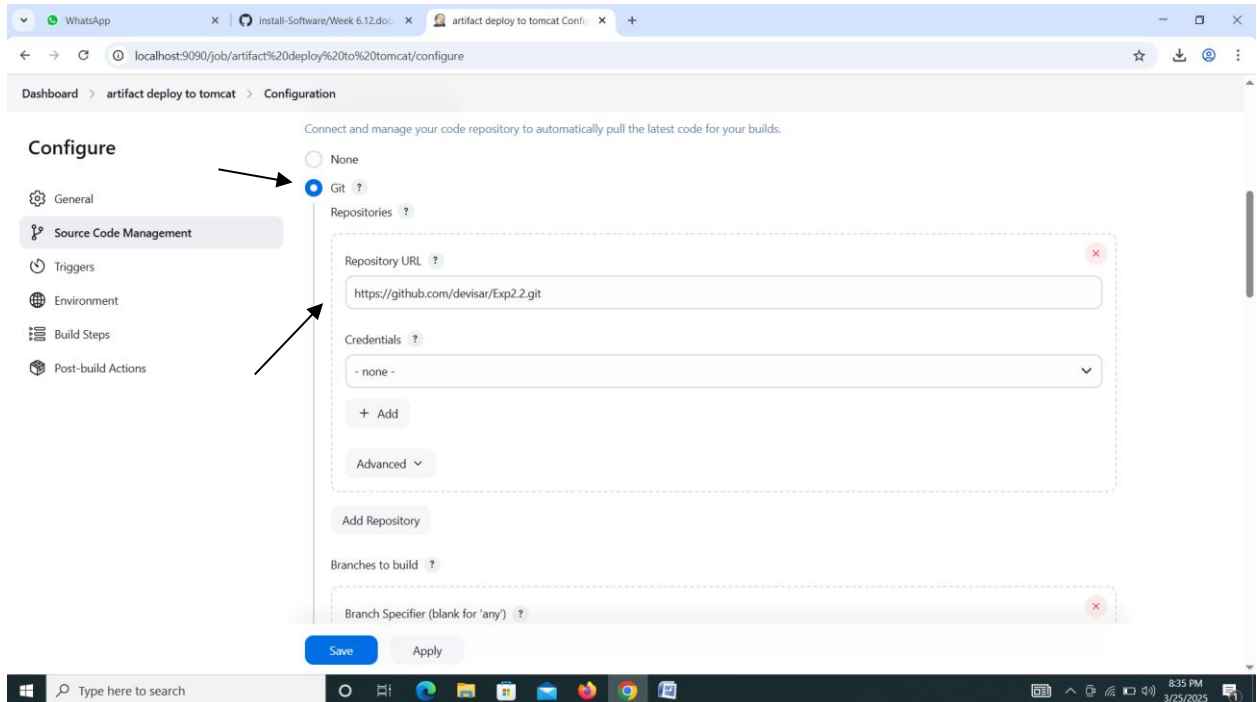 WhatsApp
install-Software/Week 6.12.doc
artifact deploy to tomcat Confi
localhost:9090/job/artifact%20deploy%20to%20tomcat/configure
Dashboard > artifact deploy to tomcat > Configuration
Configure
General
Source Code Management
Triggers
Environment
Build Steps
Post-build Actions
Connect and manage your code repository to automatically pull the latest code for your builds.
None
Git ?
Repositories ?
Repository URL ?
https://github.com/devisar/Exp2.2.git
Credentials ?
- none -
+ Add
Advanced
Add Repository
Branches to build ?
Branch Specifier (blank for 'any') ?
Save Apply
Type here to search
8:35 PM
3/25/2025